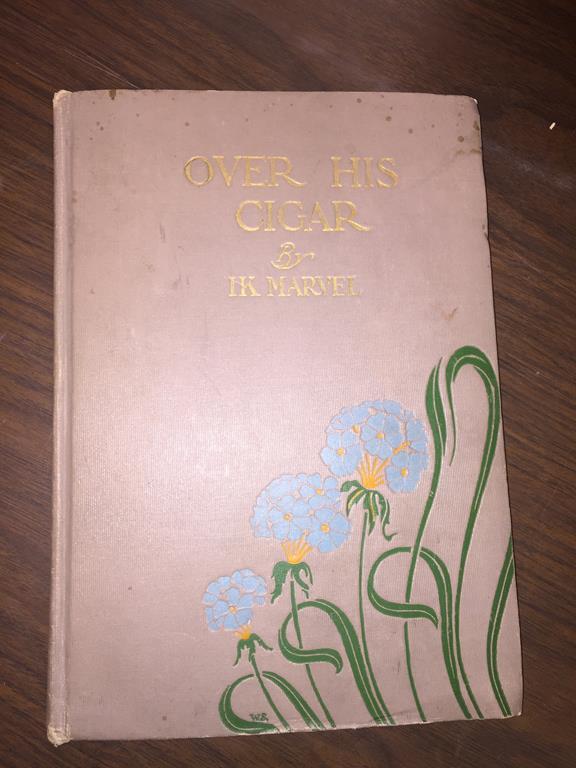 OVER HIS
CIGAR
By
IK MARVEL
W.B.